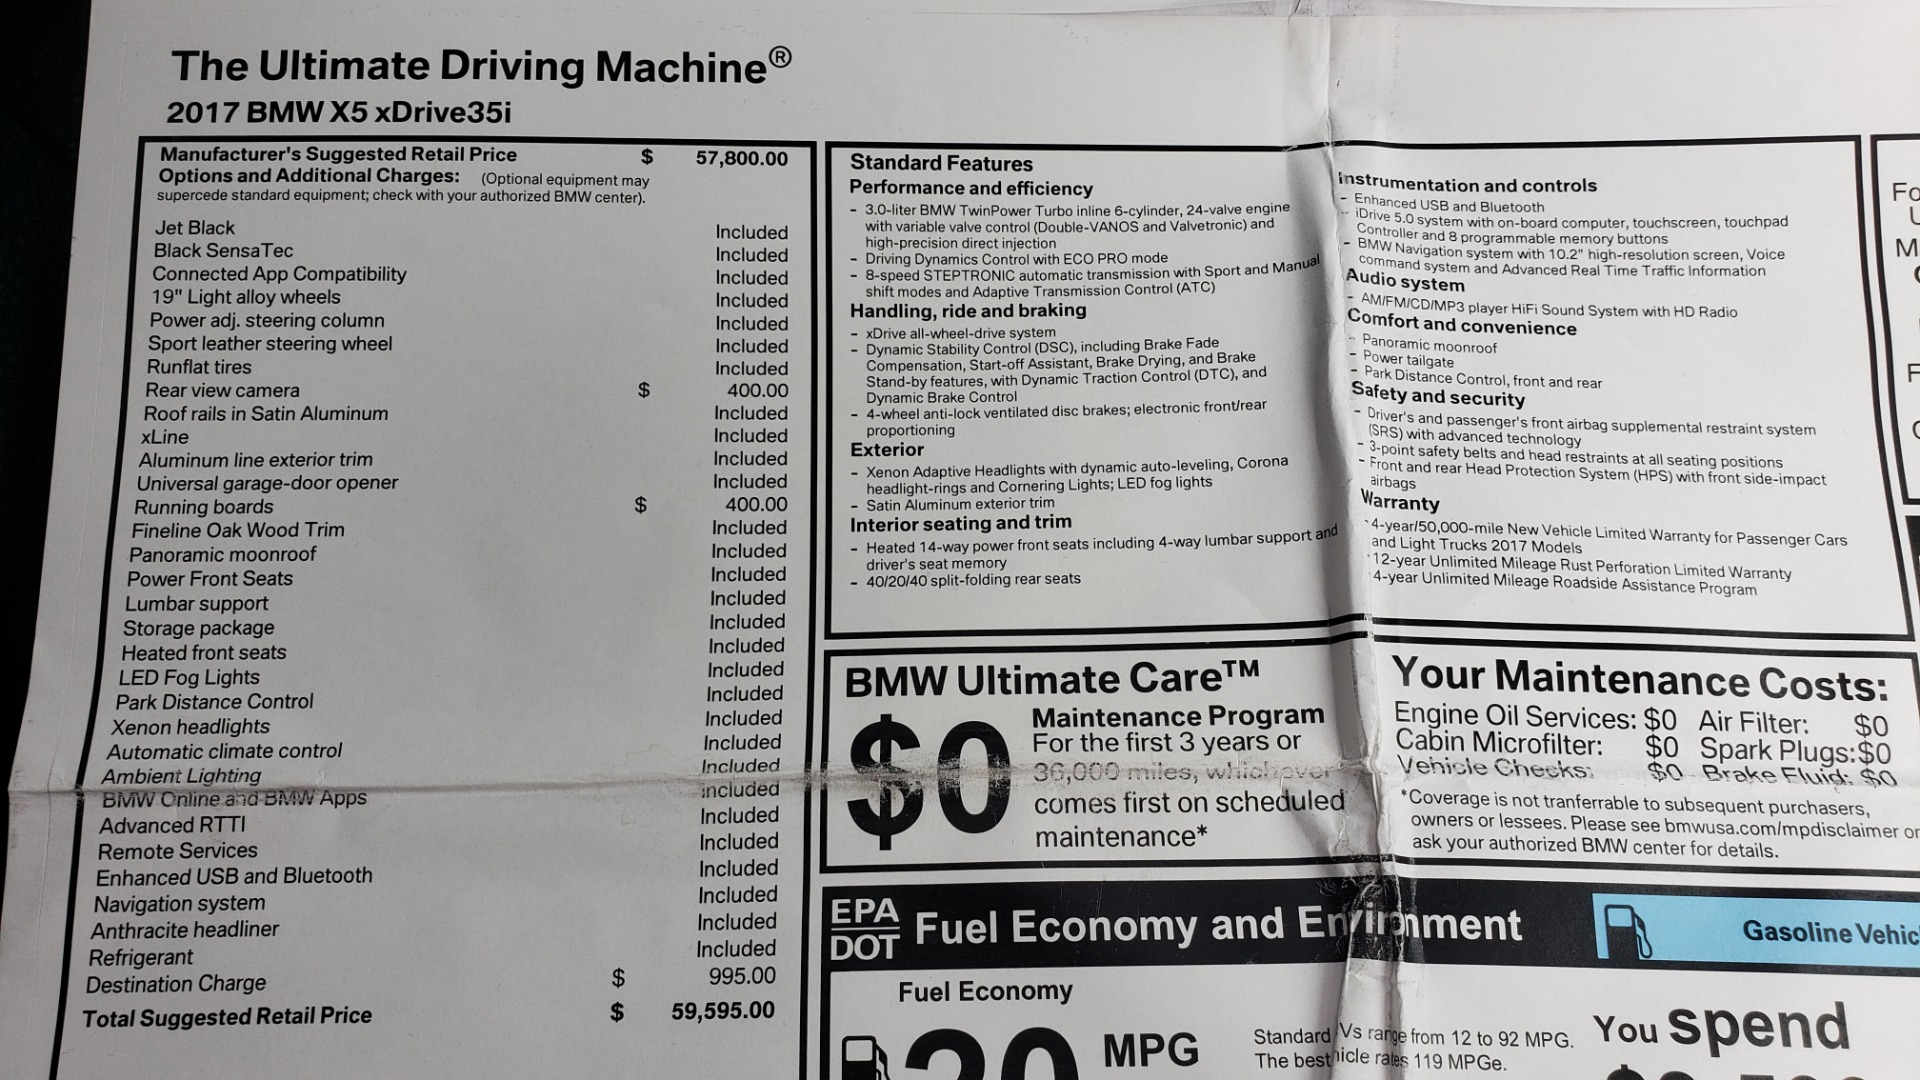 The Ultimate Driving Machine®
2017 BMW X5 xDrive35i
Manufacturer's Suggested Retail Price $ 57,800.00
Options and Additional Charges: (Optional equipment may
supercede standard equipment; check with your authorized BMW center).
Jet Black Included
Black SensaTec Included
Connected App Compatibility Included
19" Light alloy wheels Included
Power adj. steering column Included
Sport leather steering wheel Included
Runflat tires Included
Rear view camera $ 400.00
Roof rails in Satin Aluminum Included
xLine Included
Aluminum line exterior trim Included
Universal garage-door opener Included
Running boards $ 400.00
Fineline Oak Wood Trim Included
Panoramic moonroof Included
Power Front Seats Included
Lumbar support Included
Storage package Included
Heated front seats Included
LED Fog Lights Included
Park Distance Control Included
Xenon headlights Included
Automatic climate control Included
Ambient Lighting Included
BMW Online and BMW Apps Included
Advanced RTTI Included
Remote Services Included
Enhanced USB and Bluetooth Included
Navigation system Included
Anthracite headliner Included
Refrigerant Included
Destination Charge $ 995.00
Total Suggested Retail Price $ 59,595.00
Standard Features
Performance and efficiency
- 3.0-liter BMW TwinPower Turbo inline 6-cylinder, 24-valve engine
with variable valve control (Double-VANOS and Valvetronic) and
high-precision direct injection
- Driving Dynamics Control with ECO PRO mode
- 8-speed STEPTRONIC automatic transmission with Sport and Manual
shift modes and Adaptive Transmission Control (ATC)
Handling, ride and braking
- xDrive all-wheel-drive system
- Dynamic Stability Control (DSC), including Brake Fade
Compensation, Start-off Assistant, Brake Drying, and Brake
Stand-by features, with Dynamic Traction Control (DTC), and
Dynamic Brake Control
- 4-wheel anti-lock ventilated disc brakes; electronic front/rear
proportioning
Exterior
- Xenon Adaptive Headlights with dynamic auto-leveling, Corona
headlight-rings and Cornering Lights; LED fog lights
- Satin Aluminum exterior trim
Interior seating and trim
- Heated 14-way power front seats including 4-way lumbar support and
driver's seat memory
- 40/20/40 split-folding rear seats
Instrumentation and controls
- Enhanced USB and Bluetooth
- iDrive 5.0 system with on-board computer, touchscreen, touchpad
Controller and 8 programmable memory buttons
- BMW Navigation system with 10.2" high-resolution screen, Voice
command system and Advanced Real Time Traffic Information
Audio system
- AM/FM/CD/MP3 player HiFi Sound System with HD Radio
Comfort and convenience
- Panoramic moonroof
- Power tailgate
- Park Distance Control, front and rear
Safety and security
- Driver's and passenger's front airbag supplemental restraint system
(SRS) with advanced technology
- 3-point safety belts and head restraints at all seating positions
- Front and rear Head Protection System (HPS) with front side-impact
airbags
Warranty
- 4-year/50,000-mile New Vehicle Limited Warranty for Passenger Cars
and Light Trucks 2017 Models
- 12-year Unlimited Mileage Rust Perforation Limited Warranty
- 4-year Unlimited Mileage Roadside Assistance Program
BMW Ultimate Care™
$0
Maintenance Program
For the first 3 years or
36,000 miles, whichever
comes first on scheduled
maintenance*
Your Maintenance Costs:
Engine Oil Services: $0 Air Filter: $0
Cabin Microfilter: $0 Spark Plugs: $0
Vehicle Checks: $0 Brake Fluid: $0
*Coverage is not tranferrable to subsequent purchasers,
owners or lessees. Please see bmwusa.com/mpdisclaimer or
ask your authorized BMW center for details.
EPA
DOT
Fuel Economy and Envirnment
Gasoline Vehic
Fuel Economy
20 MPG
Standard Vs range from 12 to 92 MPG.
The best hicle rates 119 MPGe.
You spend